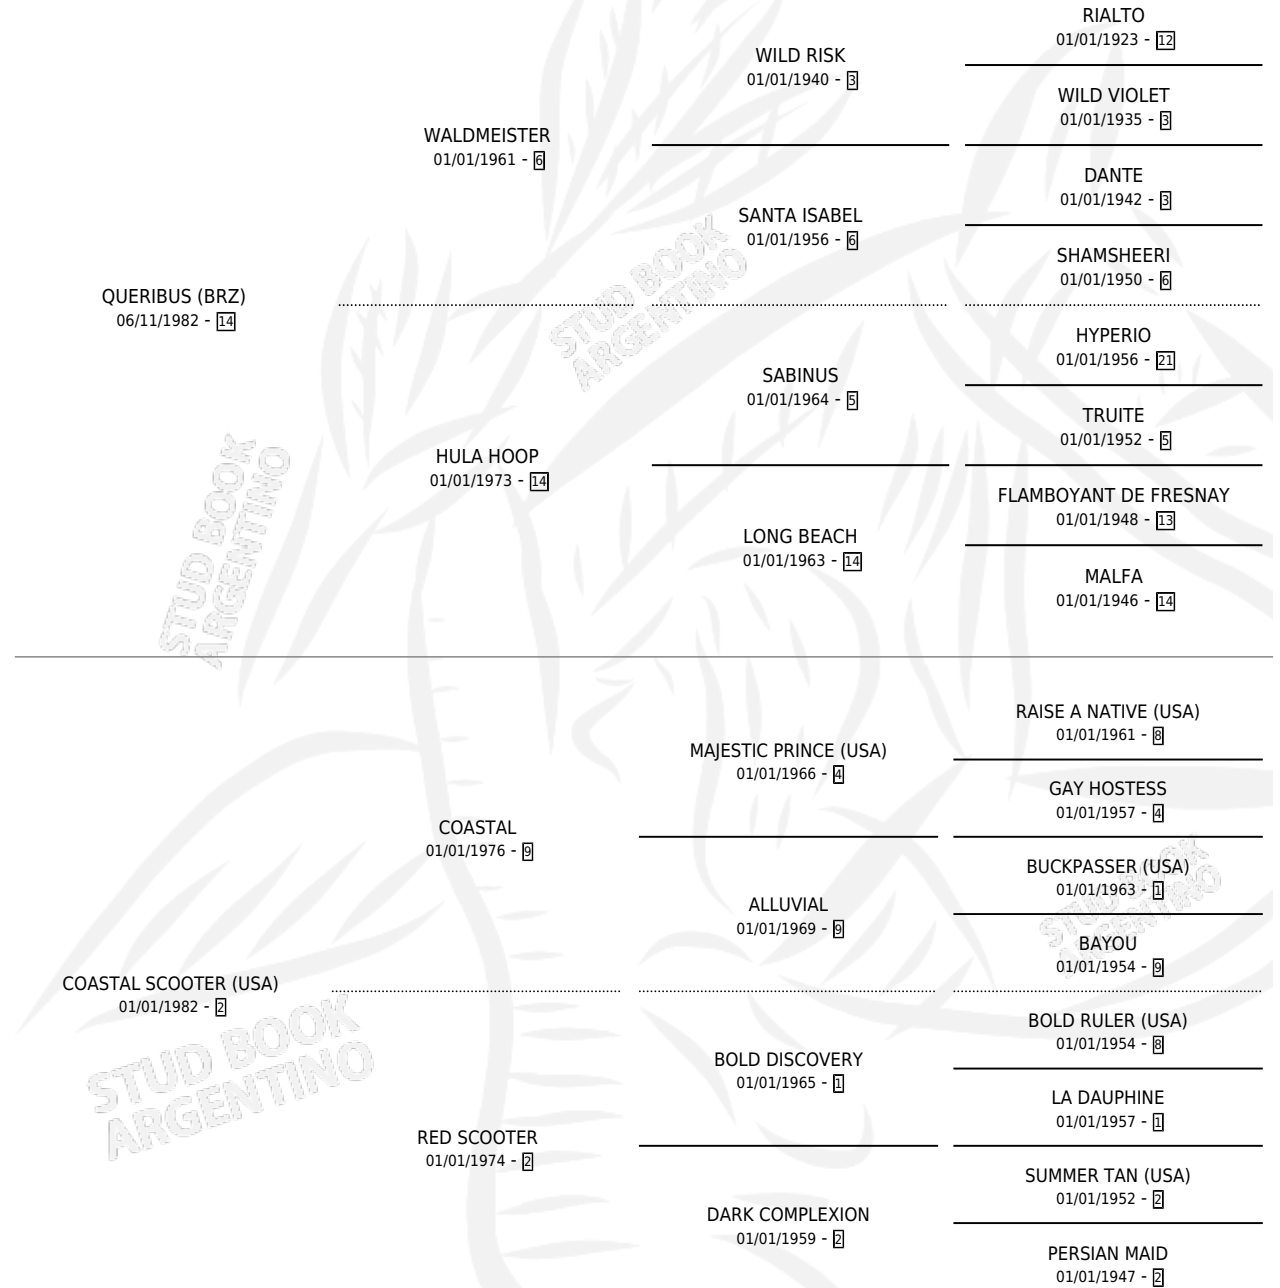 RIALTO
01/01/1923 - 12
WILD RISK
01/01/1940 - 3
WILD VIOLET
01/01/1935 - 3
WALDMEISTER
01/01/1961 - 6
DANTE
01/01/1942 - 3
SANTA ISABEL
01/01/1956 - 6
SHAMSHEERI
01/01/1950 - 6
QUERIBUS (BRZ)
06/11/1982 - 14
STUD BOOK
ARGENTINO
HYPERIO
01/01/1956 - 21
SABINUS
01/01/1964 - 5
TRUITE
01/01/1952 - 5
HULA HOOP
01/01/1973 - 14
FLAMBOYANT DE FRESNAY
01/01/1948 - 13
LONG BEACH
01/01/1963 - 14
MALFA
01/01/1946 - 14
STUD BOOK
ARGENTINO
RAISE A NATIVE (USA)
01/01/1961 - 8
MAJESTIC PRINCE (USA)
01/01/1966 - 4
GAY HOSTESS
01/01/1957 - 4
COASTAL
01/01/1976 - 9
BUCKPASSER (USA)
01/01/1963 - 1
ALLUVIAL
01/01/1969 - 9
STUD BOOK
ARGENTINO
BAYOU
01/01/1954 - 9
COASTAL SCOOTER (USA)
01/01/1982 - 2
BOLD RULER (USA)
01/01/1954 - 8
BOLD DISCOVERY
01/01/1965 - 1
LA DAUPHINE
01/01/1957 - 1
STUD BOOK
ARGENTINO
RED SCOOTER
01/01/1974 - 2
SUMMER TAN (USA)
01/01/1952 - 2
DARK COMPLEXION
01/01/1959 - 2
PERSIAN MAID
01/01/1947 - 2